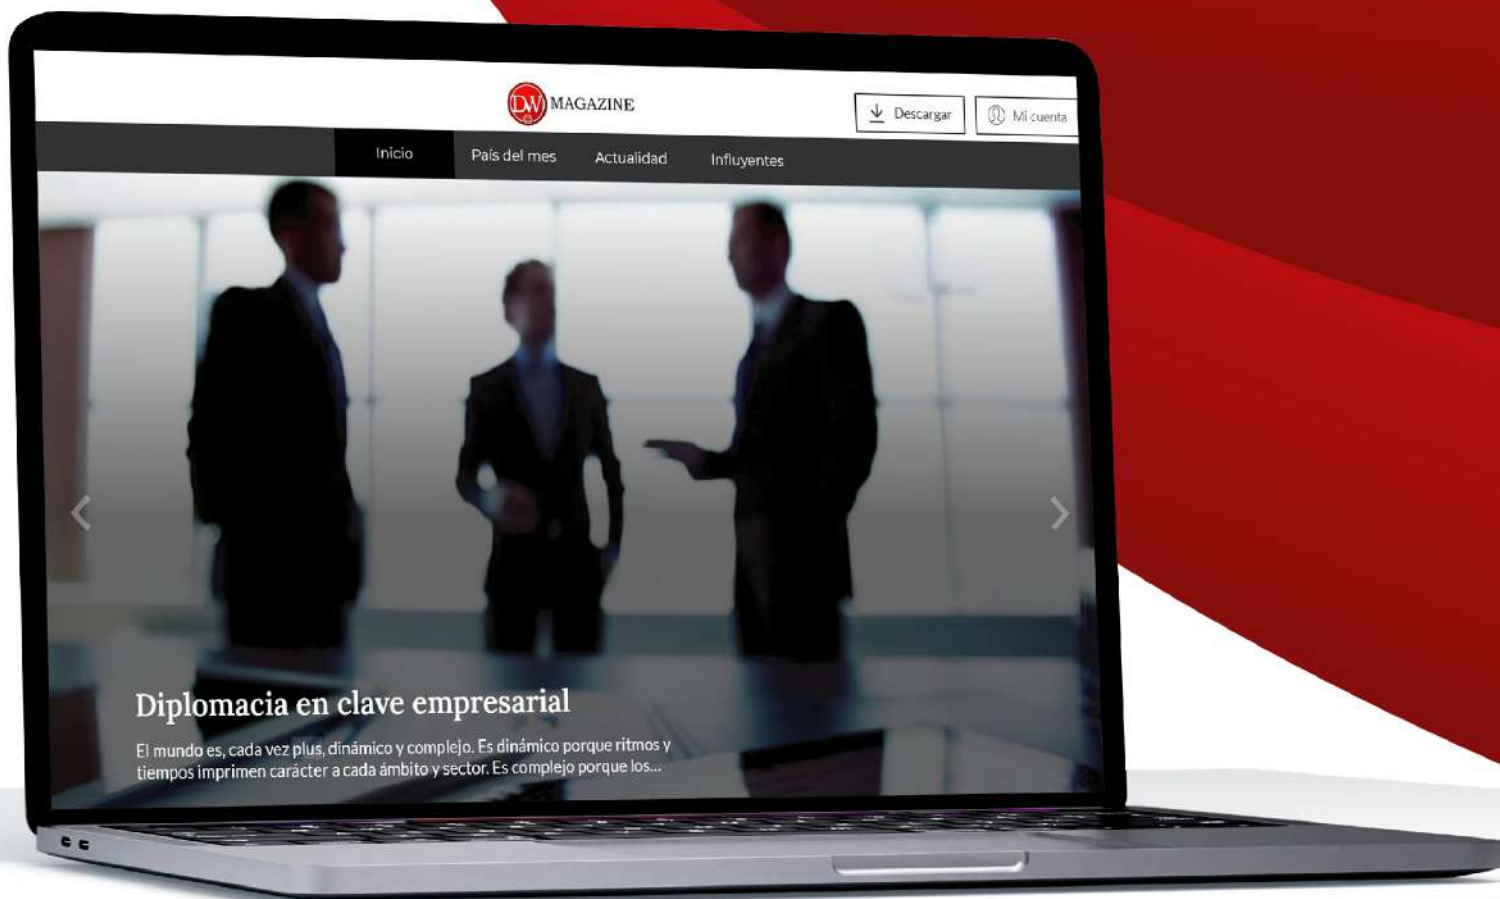 DW MAGAZINE
Descargar
Mi cuenta
Inicio
País del mes
Actualidad
Influyentes
Diplomacia en clave empresarial
El mundo es, cada vez plus, dinámico y complejo. Es dinámico porque ritmos y
tiempos imprimen carácter a cada ámbito y sector. Es complejo porque los...